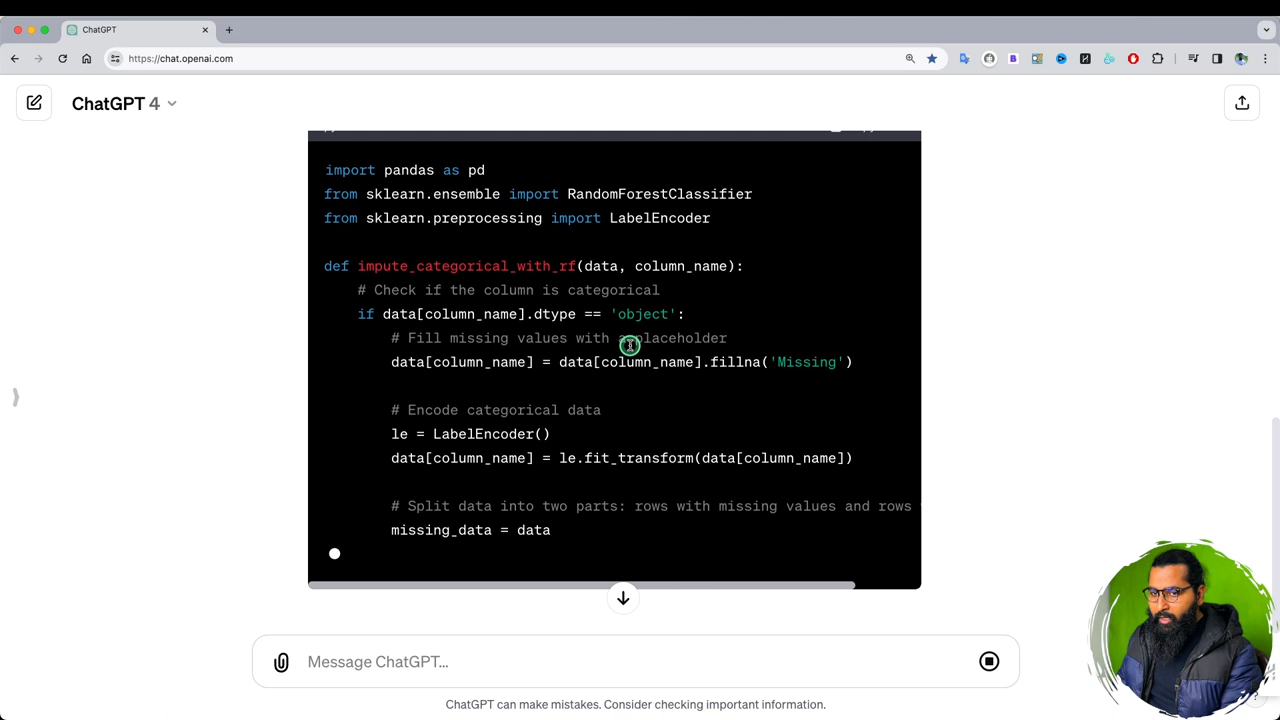 ChatGPT
https://chat.openai.com
ChatGPT 4
import pandas as pd
from sklearn.ensemble import RandomForestClassifier
from sklearn.preprocessing import LabelEncoder
def impute_categorical_with_rf(data, column_name):
# Check if the column is categorical
if data[column_name].dtype == 'object':
# Fill missing values with a placeholder
data[column_name] = data[column_name].fillna('Missing')
# Encode categorical data
le = LabelEncoder()
data[column_name] = le.fit_transform(data[column_name])
# Split data into two parts: rows with missing values and rows
missing_data = data
Message ChatGPT...
ChatGPT can make mistakes. Consider checking important information.